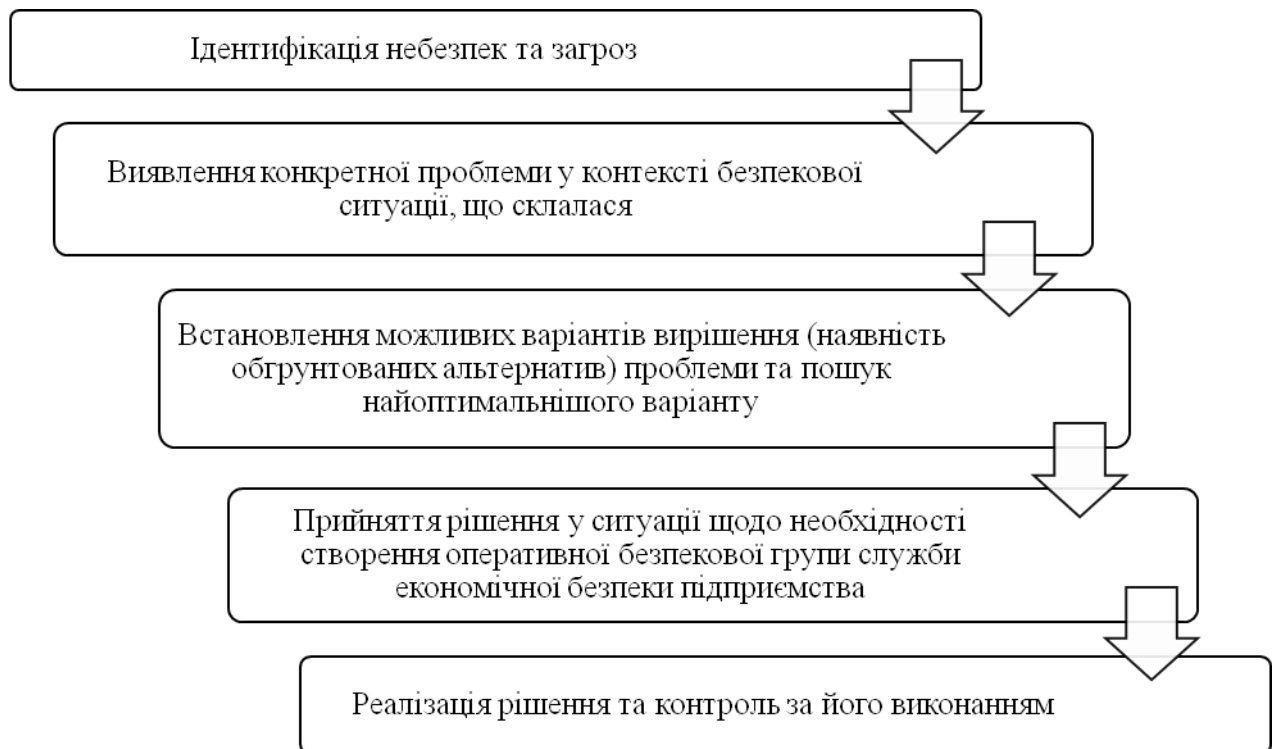 Ідентифікація небезпек та загроз
Виявлення конкретної проблеми у контексті безпекової
ситуації, що склалася
Встановлення можливих варіантів вирішення (наявність
обгрунтованих альтернатив) проблеми та пошук
найоптимальнішого варіанту
Прийняття рішення у ситуації щодо необхідності
створення оперативної безпекової групи служби
економічної безпеки підприємства
Реалізація рішення та контроль за його виконанням